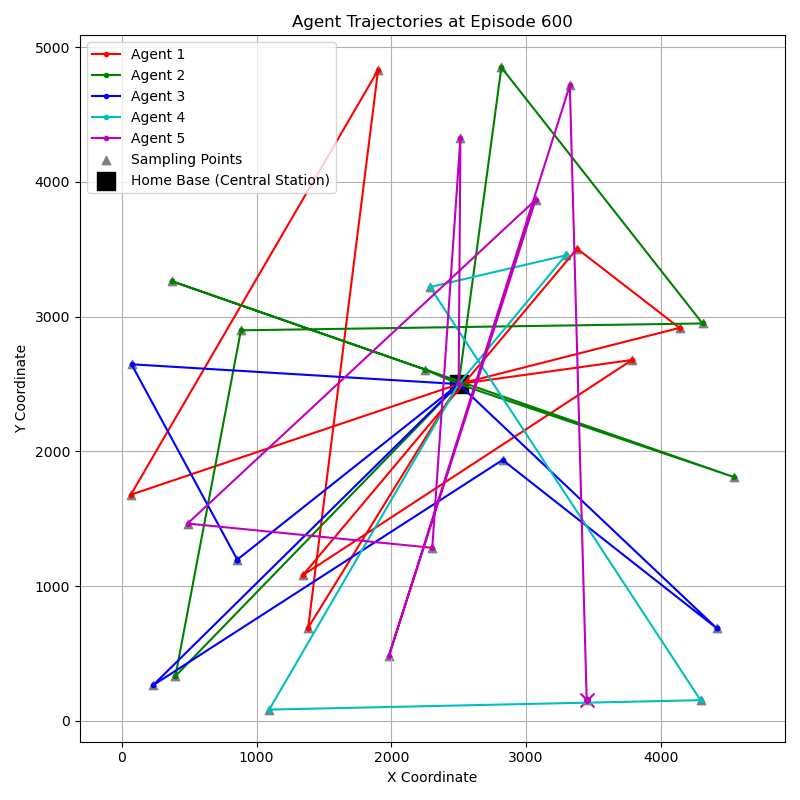 Agent Trajectories at Episode 600
Agent 1
Agent 2
Agent 3
Agent 4
Agent 5
Sampling Points
Home Base (Central Station)
5000
4000
3000
2000
1000
0
Y Coordinate
0 1000 2000 3000 4000
X Coordinate